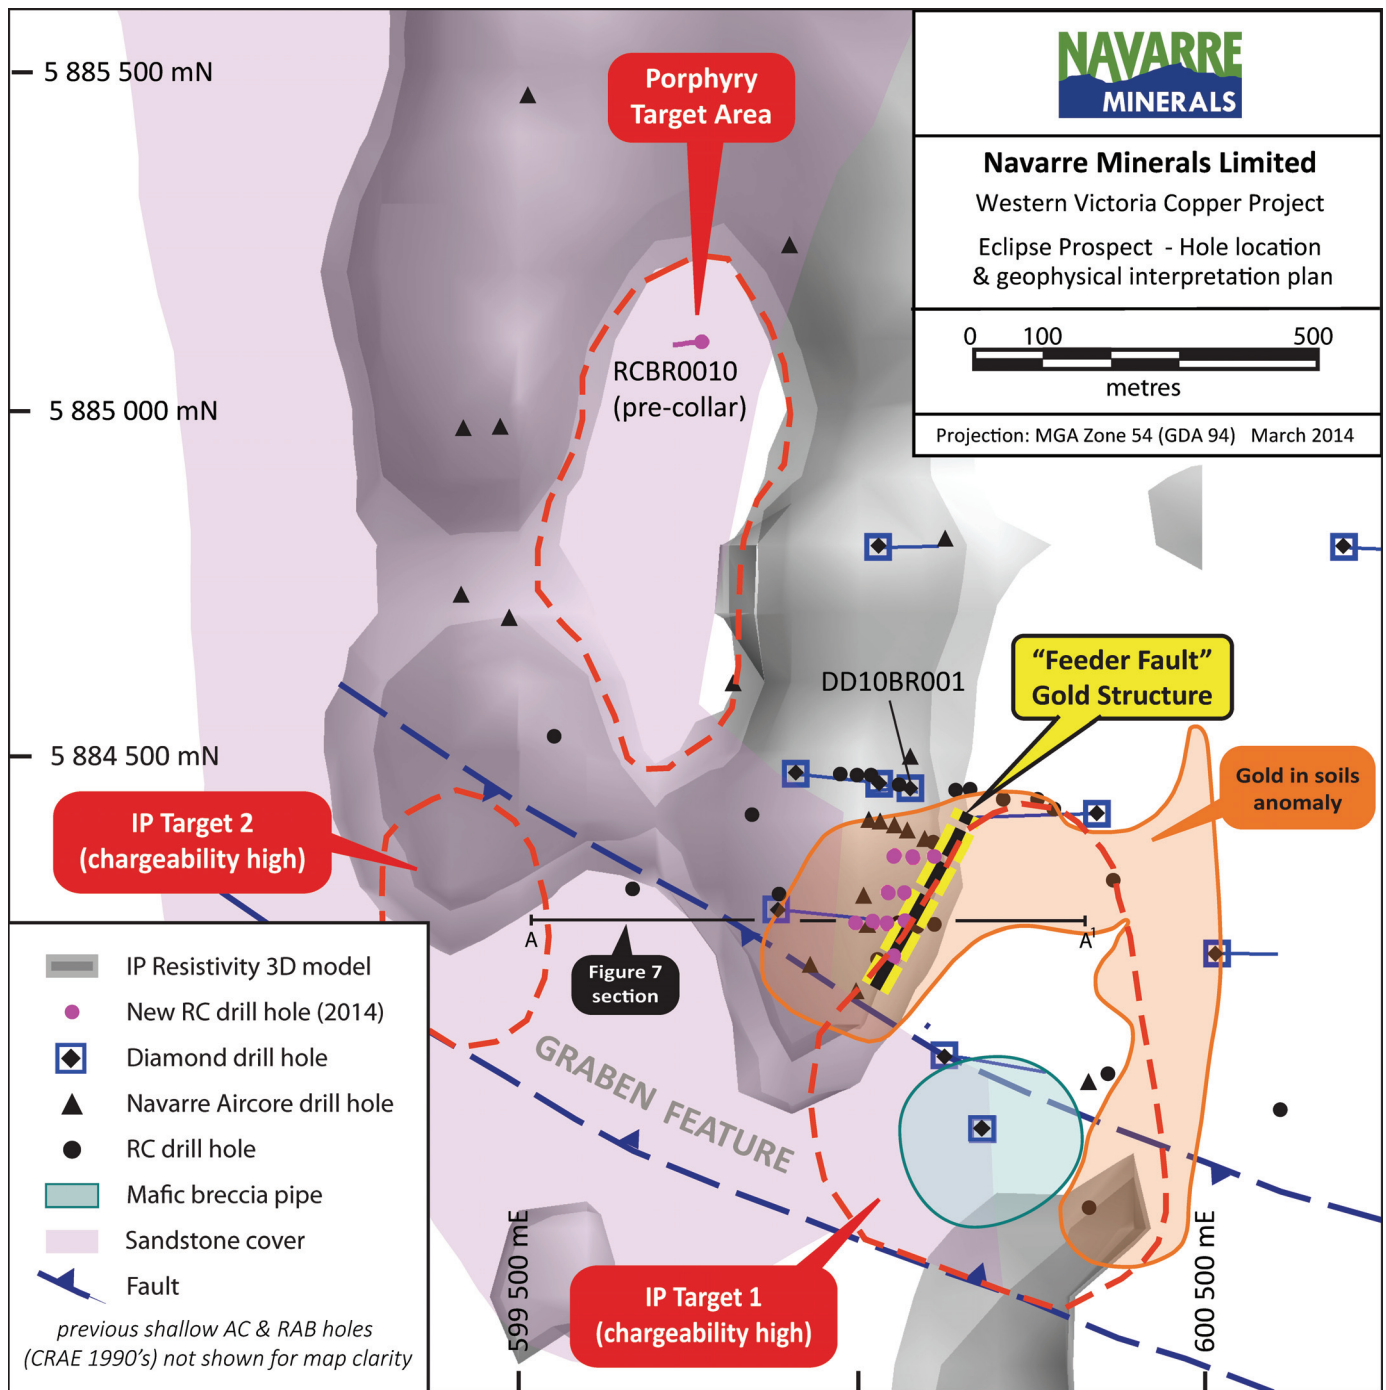 5 885 500 mN
Porphyry
Target Area
NAVARRE
MINERALS
Navarre Minerals Limited
Western Victoria Copper Project
Eclipse Prospect - Hole location
& geophysical interpretation plan
0 100 500
metres
Projection: MGA Zone 54 (GDA 94) March 2014
RCBR0010
(pre-collar)
5 885 000 mN
"Feeder Fault"
Gold Structure
DD10BR001
5 884 500 mN
Gold in soils
anomaly
IP Target 2
(chargeability high)
A
A1
Figure 7
section
GRABEN FEATURE
IP Resistivity 3D model
New RC drill hole (2014)
Diamond drill hole
Navarre Aircore drill hole
RC drill hole
Mafic breccia pipe
Sandstone cover
Fault
previous shallow AC & RAB holes
(CRAE 1990's) not shown for map clarity
599 500 mE
IP Target 1
(chargeability high)
600 500 mE